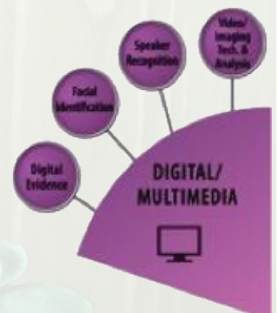 Video/
Imaging
Tech. &
Analysis
Speaker
Recognition
Facial
Identification
Digital
Evidence
DIGITAL/
MULTIMEDIA